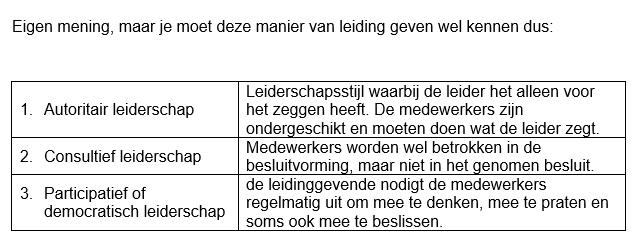 Eigen mening, maar je moet deze manier van leiding geven wel kennen dus:
1. Autoritair leiderschap
Leiderschapsstijl waarbij de leider het alleen voor
het zeggen heeft. De medewerkers zijn
ondergeschikt en moeten doen wat de leider zegt.
2. Consultief leiderschap
Medewerkers worden wel betrokken in de
besluitvorming, maar niet in het genomen besluit.
3. Participatief of
democratisch leiderschap
de leidinggevende nodigt de medewerkers
regelmatig uit om mee te denken, mee te praten en
soms ook mee te beslissen.